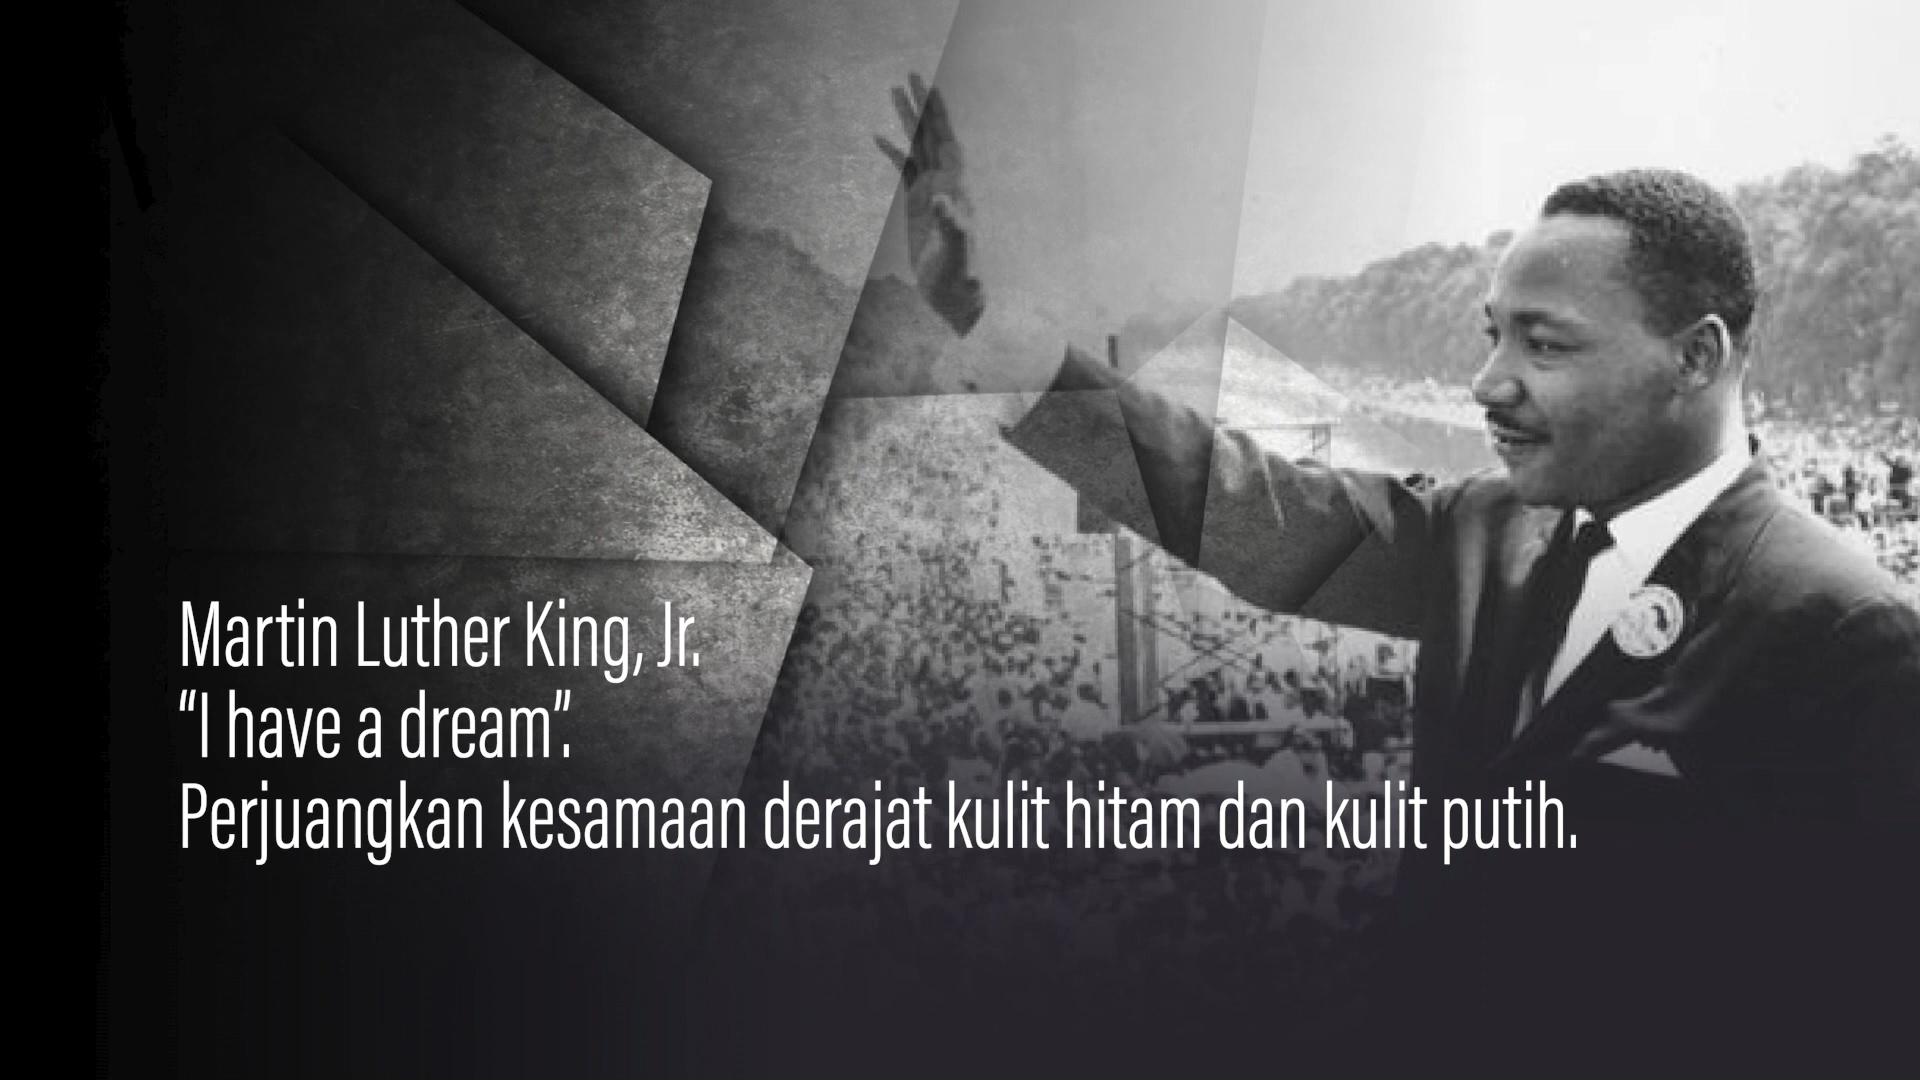 Martin Luther King, Jr.
“I have a dream”.
Perjuangkan kesamaan derajat kulit hitam dan kulit putih.